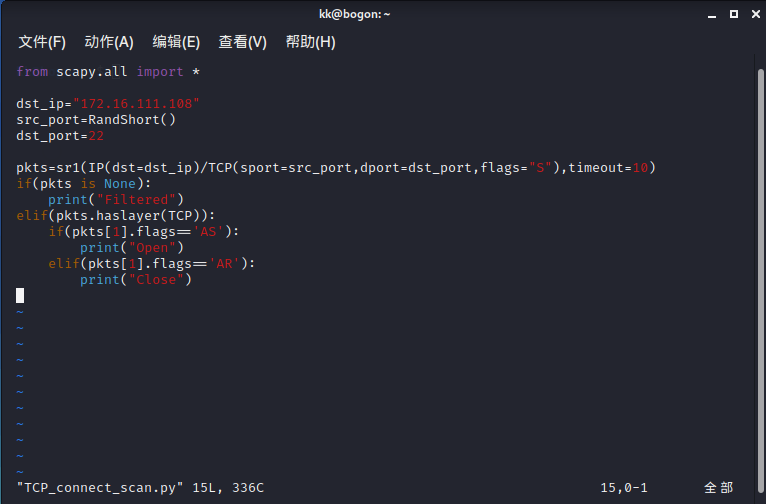 kk@bogon: ~
文件(F) 动作(A) 编辑(E) 查看(V) 帮助(H)
from scapy.all import *
dst_ip="172.16.111.108"
src_port=RandShort()
dst_port=22
pkts=sr1(IP(dst=dst_ip)/TCP(sport=src_port,dport=dst_port,flags="S"),timeout=10)
if(pkts is None):
    print("Filtered")
elif(pkts.haslayer(TCP)):
    if(pkts[1].flags=='AS'):
        print("Open")
    elif(pkts[1].flags=='AR'):
        print("Close")
~
~
~
~
~
~
~
~
~
~
~
"TCP_connect_scan.py" 15L, 336C 15,0-1 全部